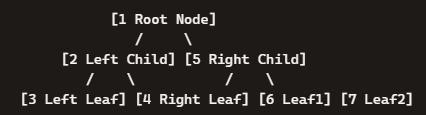 [1 Root Node]
/ \
[2 Left Child] [5 Right Child]
/ \ / \
[3 Left Leaf] [4 Right Leaf] [6 Leaf1] [7 Leaf2]